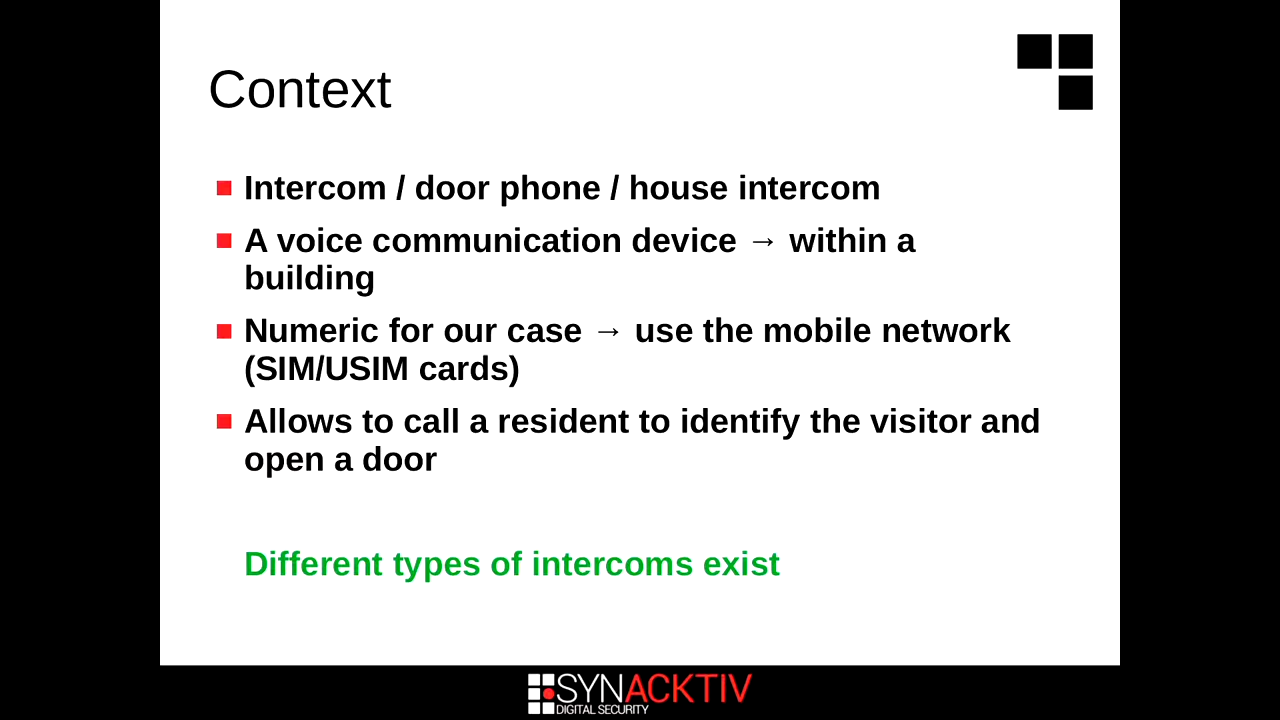 Context
Intercom / door phone / house intercom
A voice communication device → within a
building
Numeric for our case → use the mobile network
(SIM/USIM cards)
Allows to call a resident to identify the visitor and
open a door
Different types of intercoms exist
SYNACKTIV
DIGITAL SECURITY